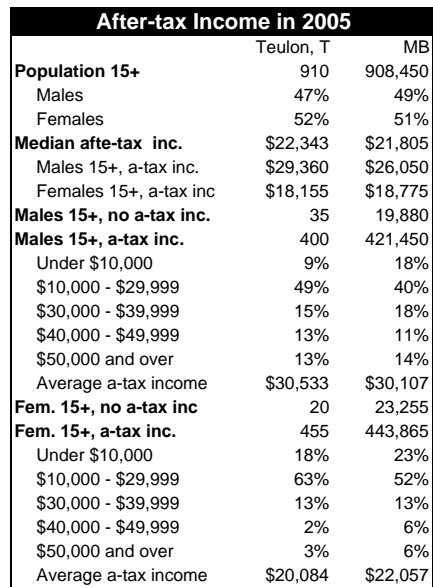 After-tax Income in 2005
Teulon, T MB
Population 15+ 910 908,450
Males 47% 49%
Females 52% 51%
Median afte-tax inc. $22,343 $21,805
Males 15+, a-tax inc. $29,360 $26,050
Females 15+, a-tax inc $18,155 $18,775
Males 15+, no a-tax inc. 35 19,880
Males 15+, a-tax inc. 400 421,450
Under $10,000 9% 18%
$10,000 - $29,999 49% 40%
$30,000 - $39,999 15% 18%
$40,000 - $49,999 13% 11%
$50,000 and over 13% 14%
Average a-tax income $30,533 $30,107
Fem. 15+, no a-tax inc 20 23,255
Fem. 15+, a-tax inc. 455 443,865
Under $10,000 18% 23%
$10,000 - $29,999 63% 52%
$30,000 - $39,999 13% 13%
$40,000 - $49,999 2% 6%
$50,000 and over 3% 6%
Average a-tax income $20,084 $22,057